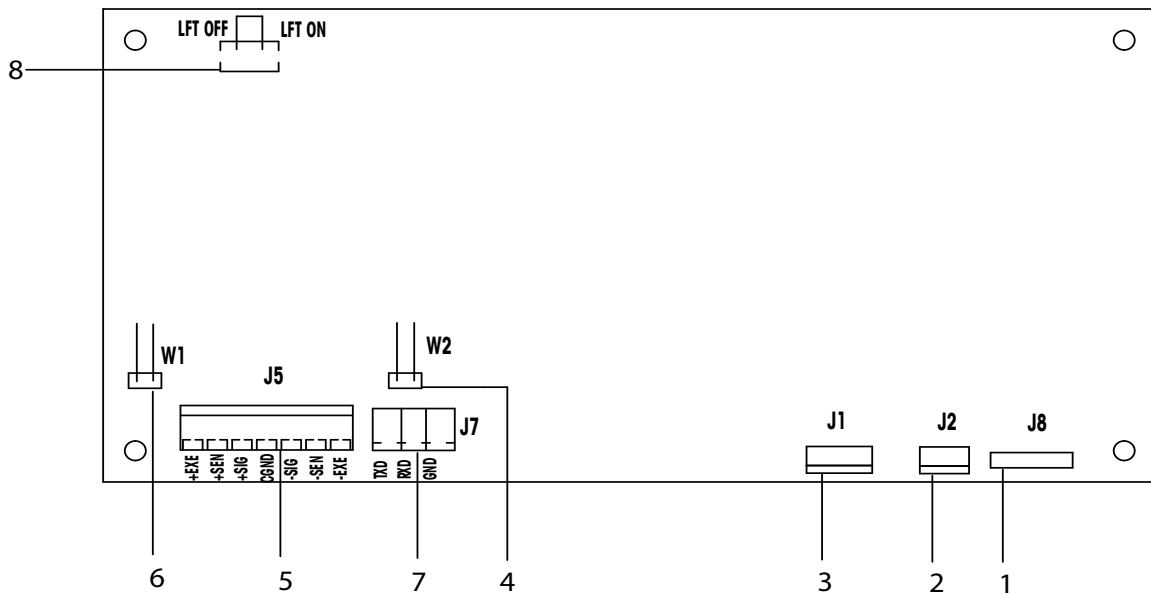 LFT OFF LFT ON
8
W1
W2
J5
J7
J1
J2
J8
+EXE
+SEN
+SIG
CGND
-SIG
-SEN
-EXE
TXD
RXD
GND
6 5 7 4 3 2 1